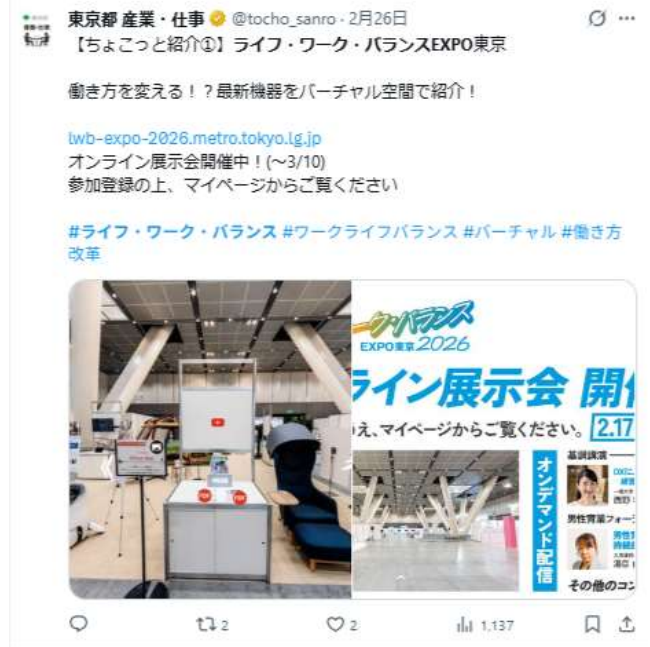 東京都 産業・仕事 @tocho_sanro · 2月26日
【ちょこっと紹介①】ライフ・ワーク・バランスEXPO東京
働き方を変える！？最新機器をバーチャル空間で紹介！
lwb-expo-2026.metro.tokyo.lg.jp
オンライン展示会開催中！(～3/10)
参加登録の上、マイページからご覧ください
#ライフ・ワーク・バランス #ワークライフバランス #バーチャル #働き方
改革
ク・バランス
EXPO東京2026
ライン展示会 開
え、マイページからご覧ください。 2.17
オンデマンド配信
基調講演
男性育業フォー
その他のコン
PDF PDF
2 2 1,137